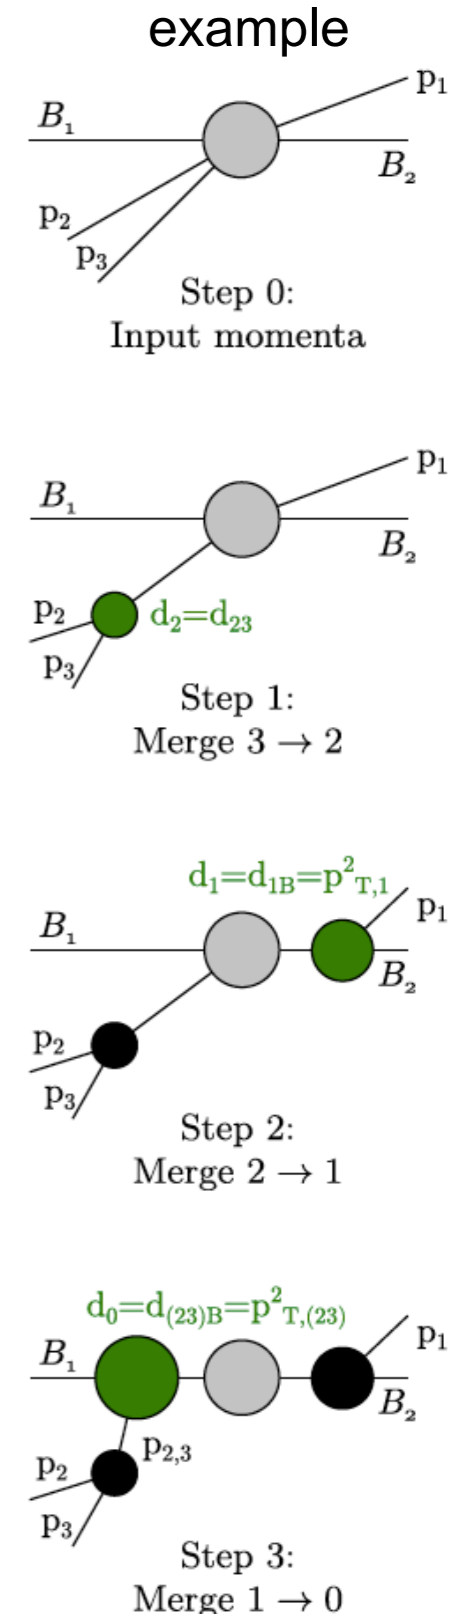 example
p₁
B₁
B₂
p₂
p₃
Step 0:
Input momenta
p₁
B₁
B₂
p₂
d₂=d₂₃
p₃
Step 1:
Merge 3 → 2
d₁=d₁B=p²T,₁
p₁
B₁
B₂
p₂
p₃
Step 2:
Merge 2 → 1
d₀=d₍₂₃₎B=p²T,₍₂₃₎
p₁
B₁
B₂
p₂,₃
p₂
p₃
Step 3:
Merge 1 → 0